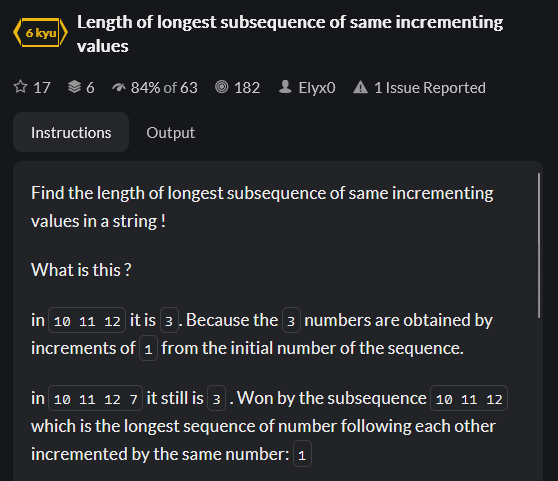 6 kyu
Length of longest subsequence of same incrementing
values
17 6 84% of 63 182 Elyx0 1 Issue Reported
Instructions Output
Find the length of longest subsequence of same incrementing
values in a string !
What is this ?
in 10 11 12 it is 3 . Because the 3 numbers are obtained by
increments of 1 from the initial number of the sequence.
in 10 11 12 7 it still is 3 . Won by the subsequence 10 11 12
which is the longest sequence of number following each other
incremented by the same number: 1